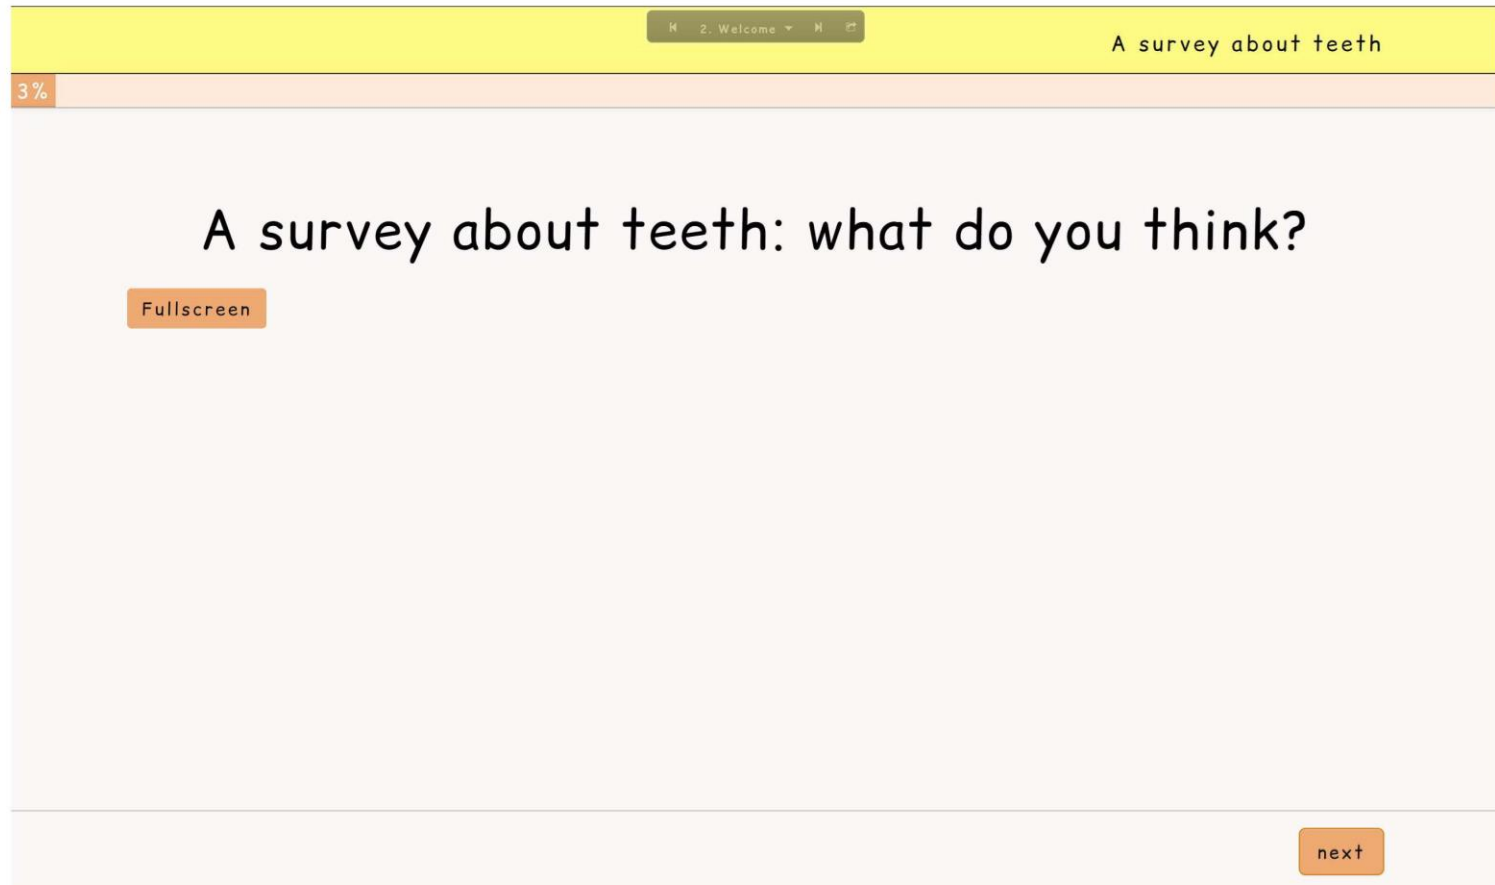 2. Welcome
A survey about teeth
3%
A survey about teeth: what do you think?
Fullscreen
next